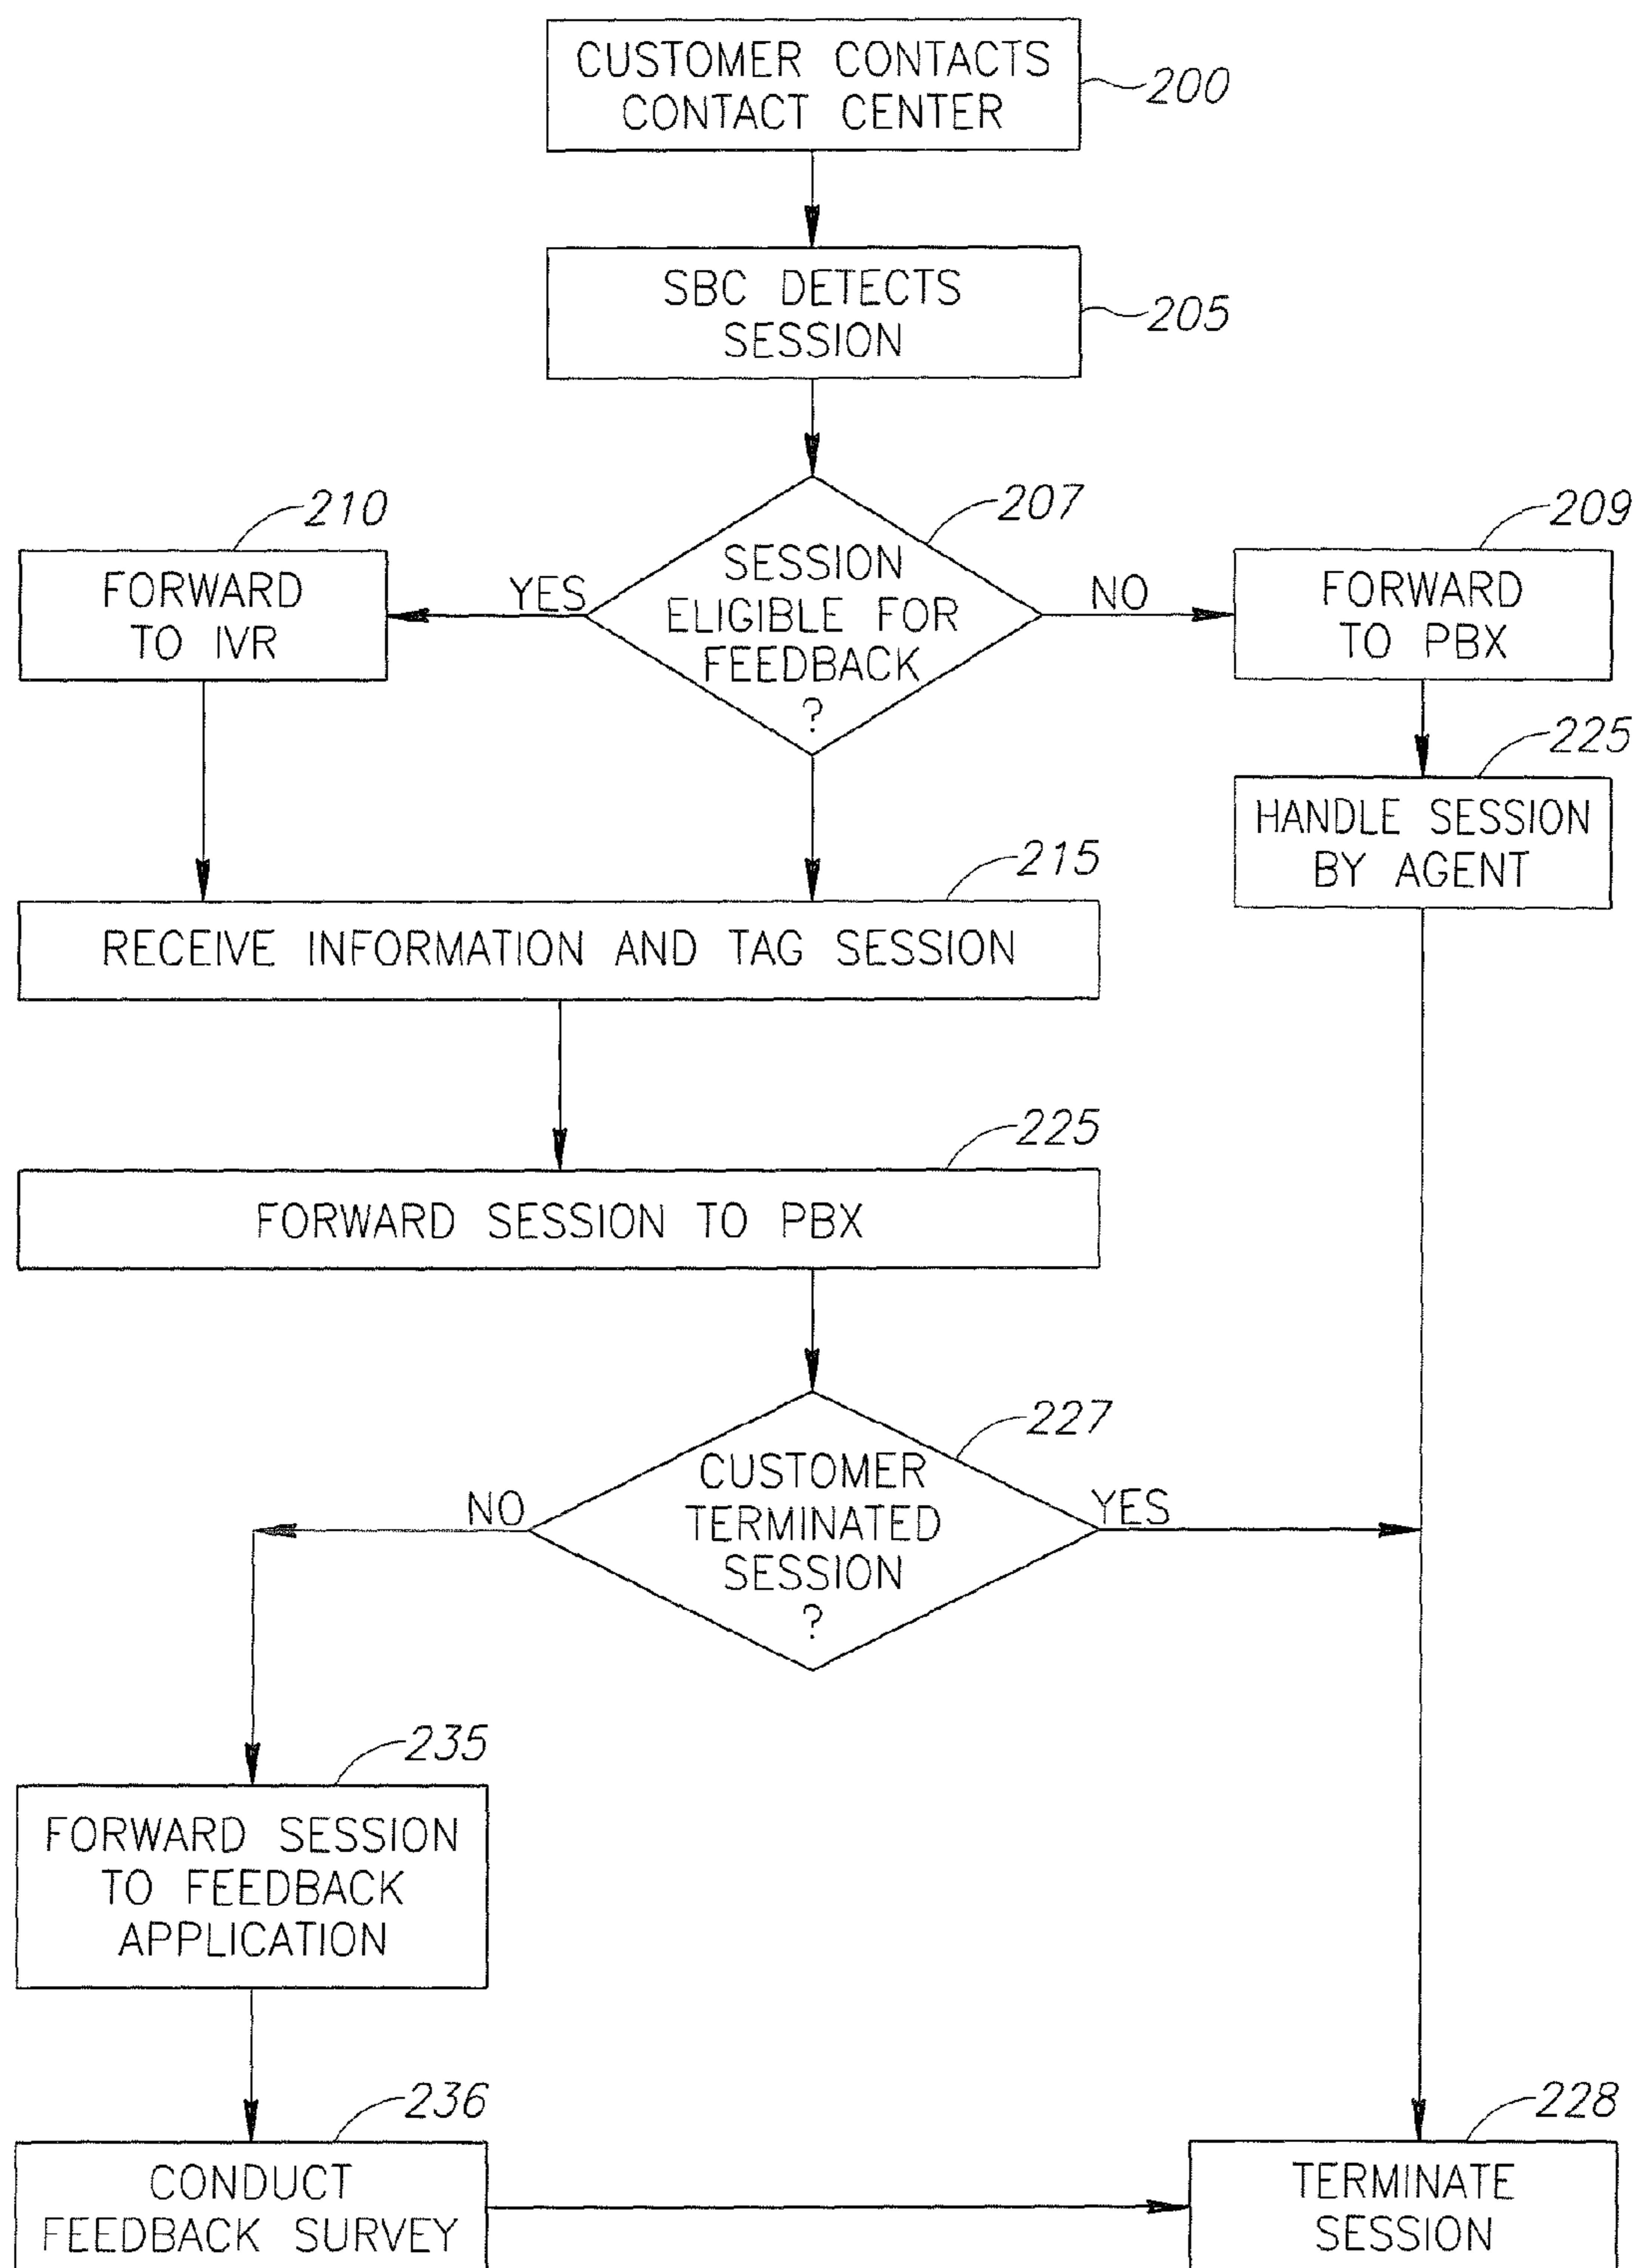 CUSTOMER CONTACTS
CONTACT CENTER
200
SBC DETECTS
SESSION
205
207
SESSION
ELIGIBLE FOR
FEEDBACK
?
YES
NO
210
FORWARD
TO IVR
209
FORWARD
TO PBX
225
HANDLE SESSION
BY AGENT
215
RECEIVE INFORMATION AND TAG SESSION
225
FORWARD SESSION TO PBX
227
CUSTOMER
TERMINATED
SESSION
?
NO
YES
235
FORWARD SESSION
TO FEEDBACK
APPLICATION
236
CONDUCT
FEEDBACK SURVEY
228
TERMINATE
SESSION